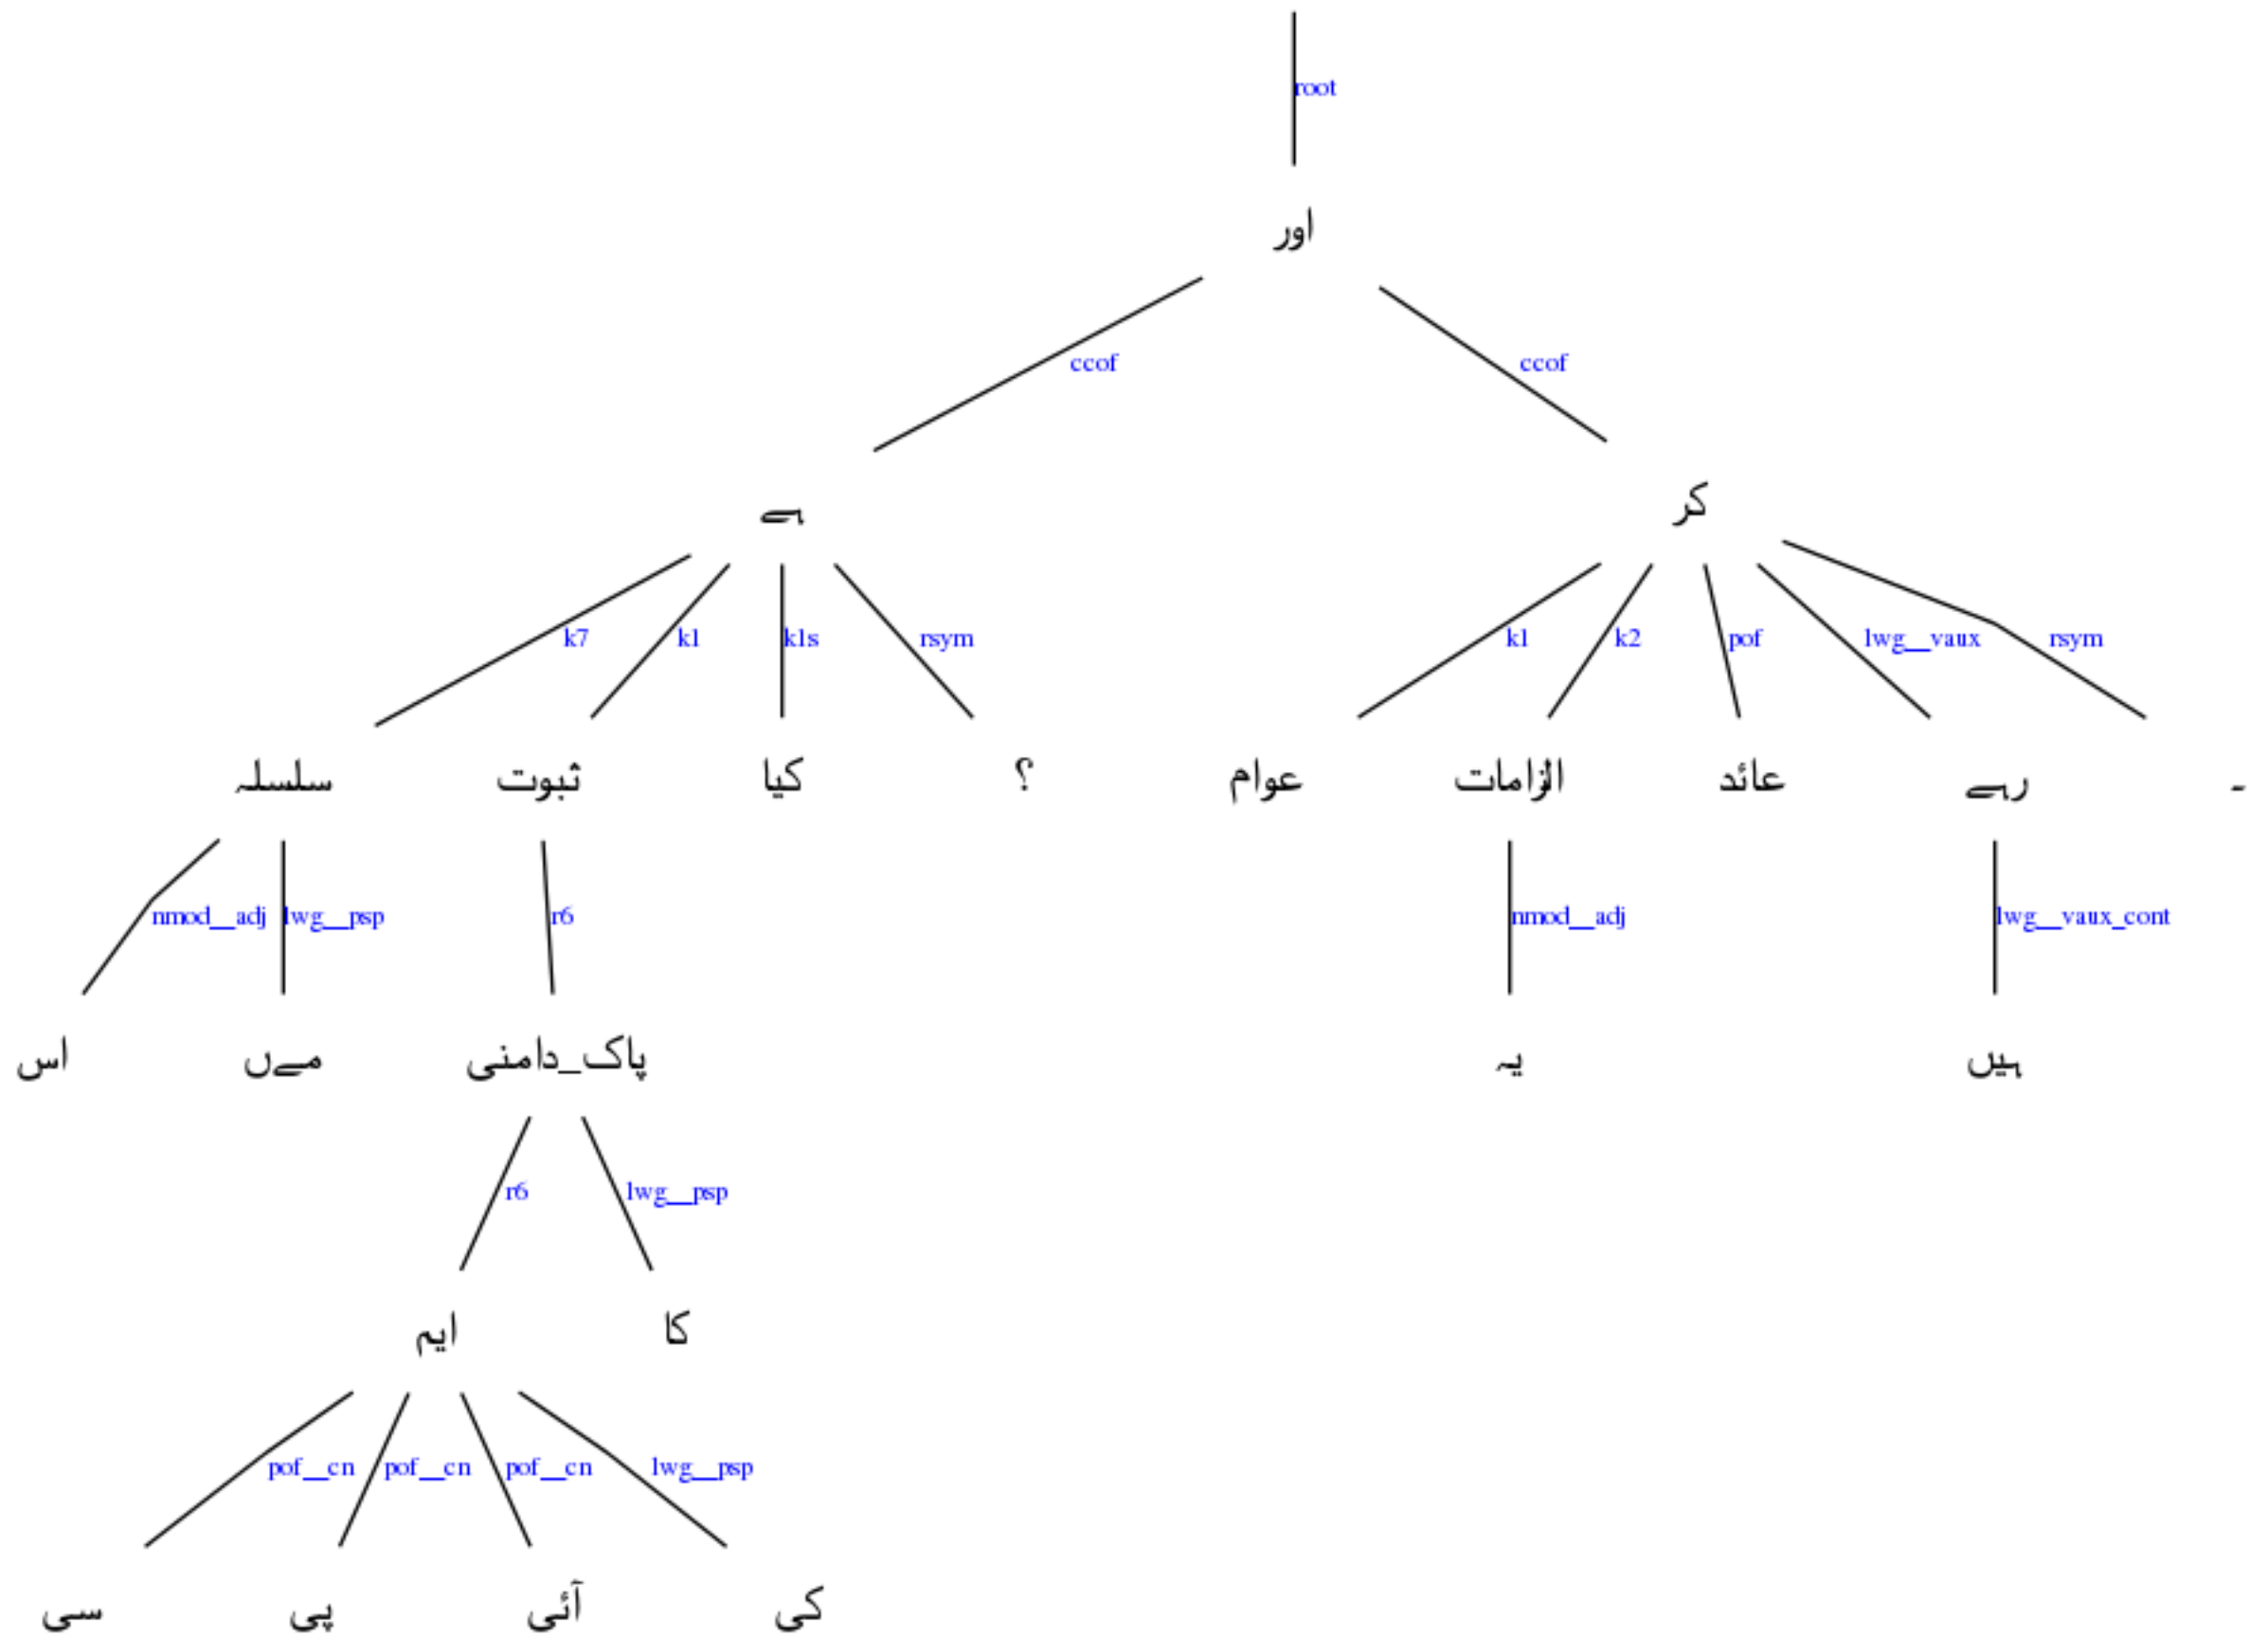 root
اور
ccof ccof
ہے کر
k7 k1 k1s rsym k1 k2 pof lwg__vaux rsym
سلسلہ ثبوت کیا ؟ عوام الزامات عائد رہے ۔
nmod__adj lwg__psp r6 nmod__adj lwg__vaux_cont
اس مےں پاک_دامنی یہ ہیں
r6 lwg__psp
ایم کا
pof__cn pof__cn pof__cn lwg__psp
سی پی آئی کی